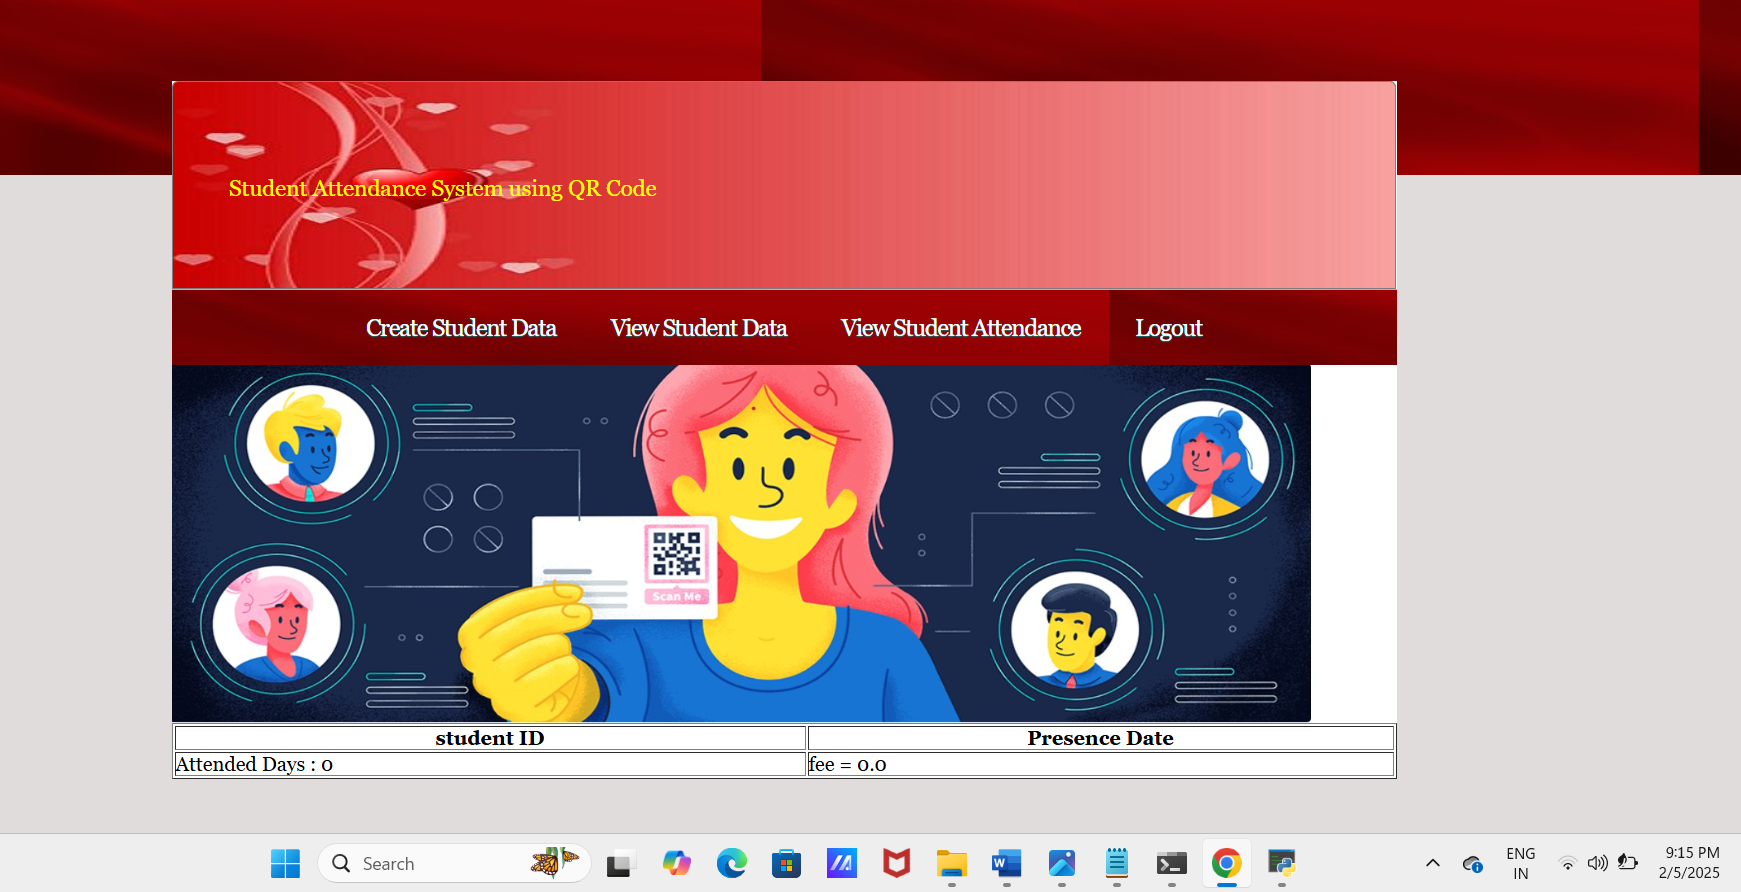 Student Attendance System using QR Code
Create Student Data View Student Data View Student Attendance Logout
Scan Me
student ID Presence Date
Attended Days : 0 fee = 0.0
Search
W
ENG
IN
9:15 PM
2/5/2025